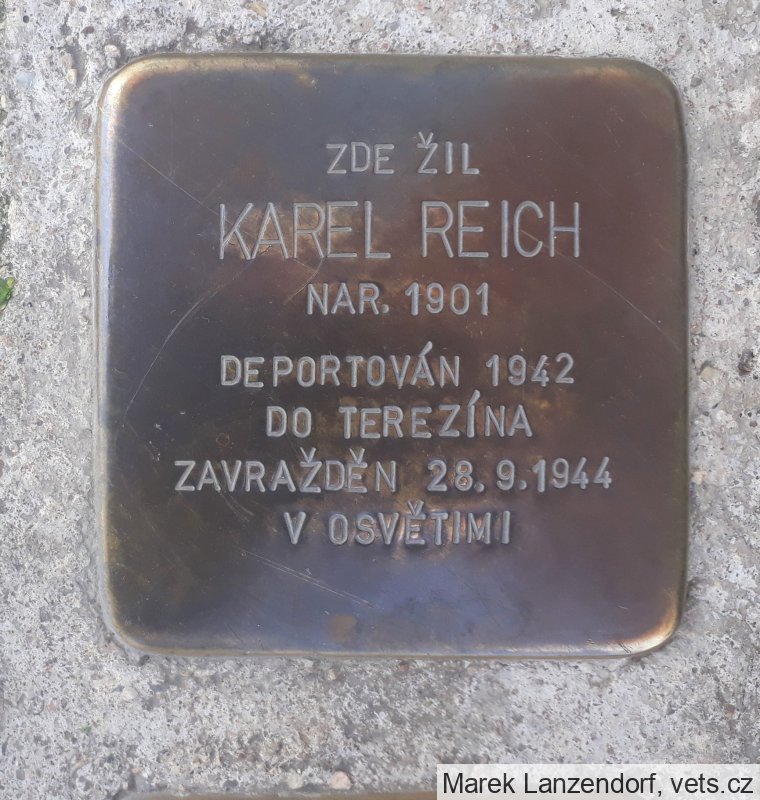 ZDE ŽIL
KAREL REICH
NAR. 1901
DEPORTOVÁN 1942
DO TEREZÍNA
ZAVRAŽDĚN 28.9.1944
V OSVĚTIMI
Marek Lanzendorf, vets.cz